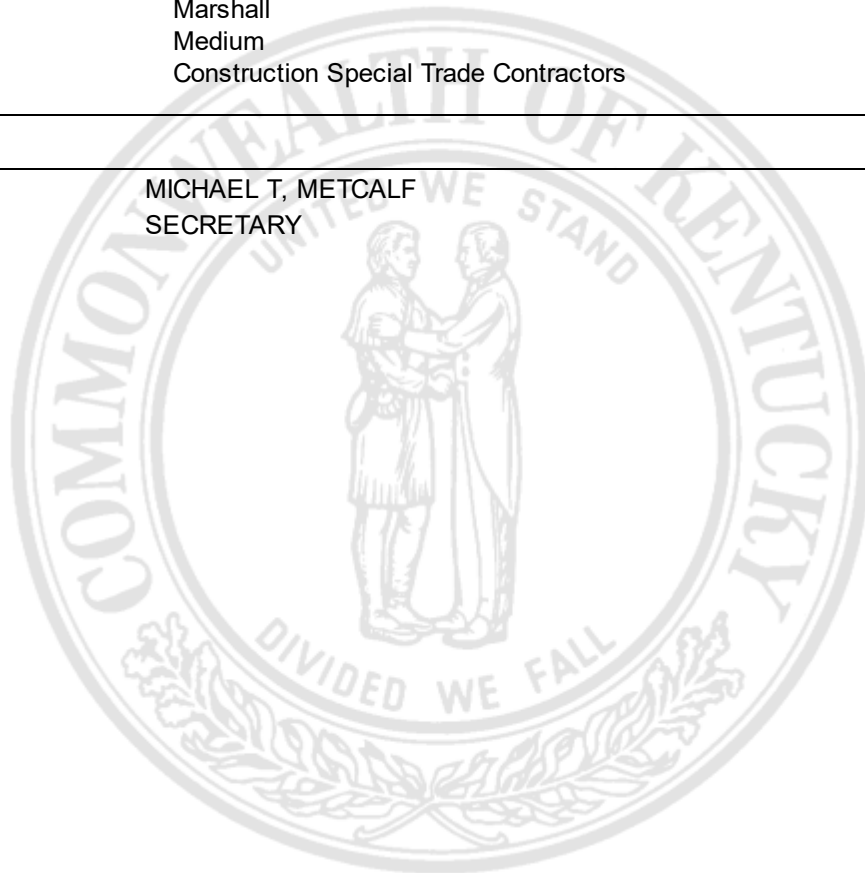 Marshall
Medium
Construction Special Trade Contractors
MICHAEL T, METCALF
SECRETARY
COMMONWEALTH OF KENTUCKY
UNITED WE STAND
DIVIDED WE FALL